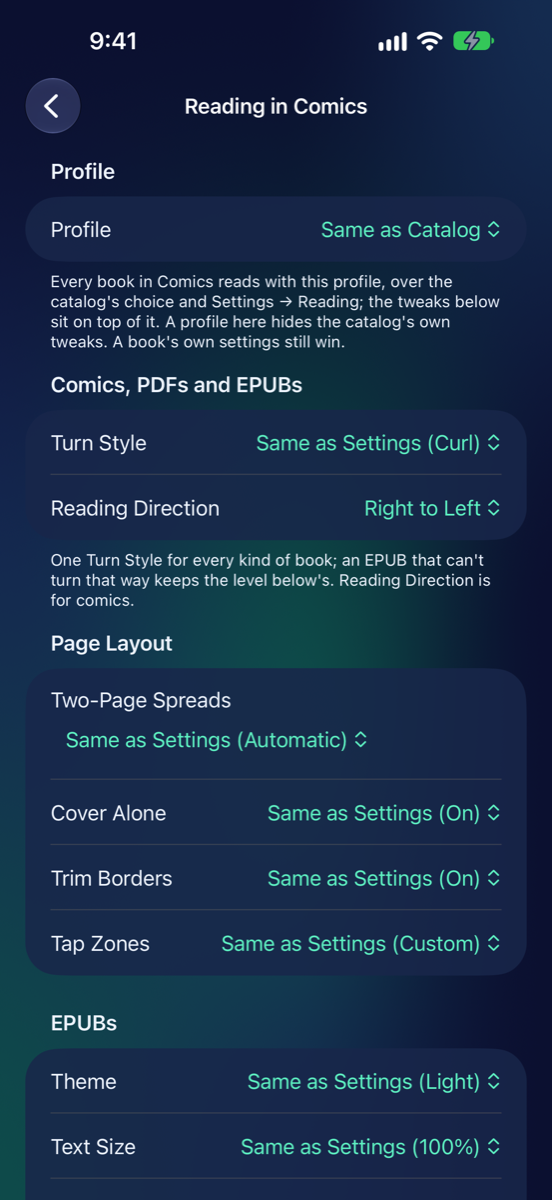 9:41
Reading in Comics
Profile
Profile Same as Catalog
Every book in Comics reads with this profile, over the
catalog's choice and Settings → Reading; the tweaks below
sit on top of it. A profile here hides the catalog's own
tweaks. A book's own settings still win.
Comics, PDFs and EPUBs
Turn Style Same as Settings (Curl)
Reading Direction Right to Left
One Turn Style for every kind of book; an EPUB that can't
turn that way keeps the level below's. Reading Direction is
for comics.
Page Layout
Two-Page Spreads
Same as Settings (Automatic)
Cover Alone Same as Settings (On)
Trim Borders Same as Settings (On)
Tap Zones Same as Settings (Custom)
EPUBs
Theme Same as Settings (Light)
Text Size Same as Settings (100%)